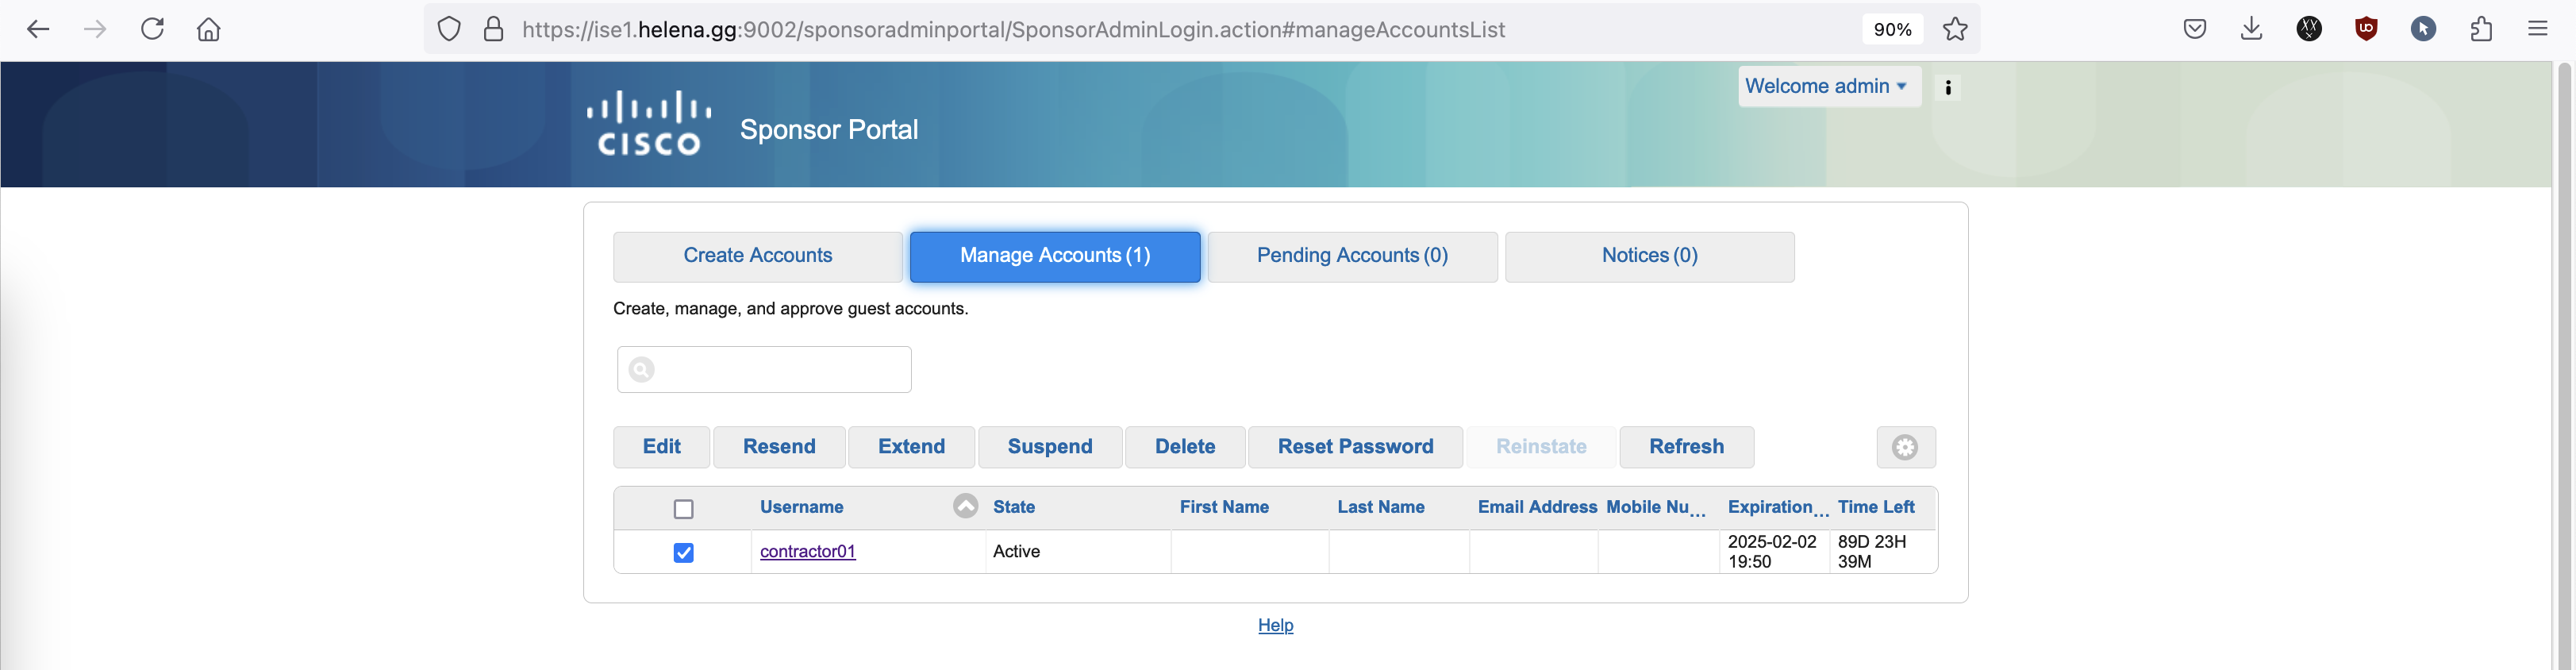 https://ise1.helena.gg:9002/sponsoradminportal/SponsorAdminLogin.action#manageAccountsList 90%
Welcome admin
CISCO Sponsor Portal
Create Accounts Manage Accounts (1) Pending Accounts (0) Notices (0)
Create, manage, and approve guest accounts.
Edit Resend Extend Suspend Delete Reset Password Reinstate Refresh
Username State First Name Last Name Email Address Mobile Nu... Expiration... Time Left
contractor01 Active 2025-02-02 19:50 89D 23H 39M
Help